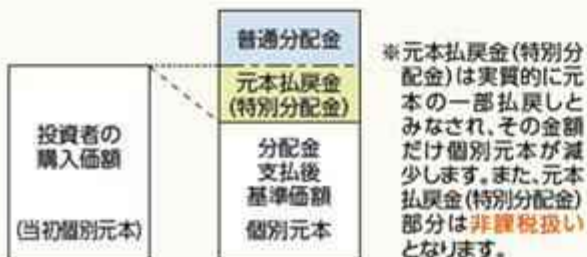 投資者の
購入価額
(当初個別元本)
普通分配金
元本払戻金
(特別分配金)
分配金
支払後
基準価額
個別元本
※元本払戻金(特別分
配金)は実質的に元
本の一部払戻しと
みなされ、その金額
だけ個別元本が減
少します。また、元本
払戻金(特別分配金)
部分は非課税扱い
となります。